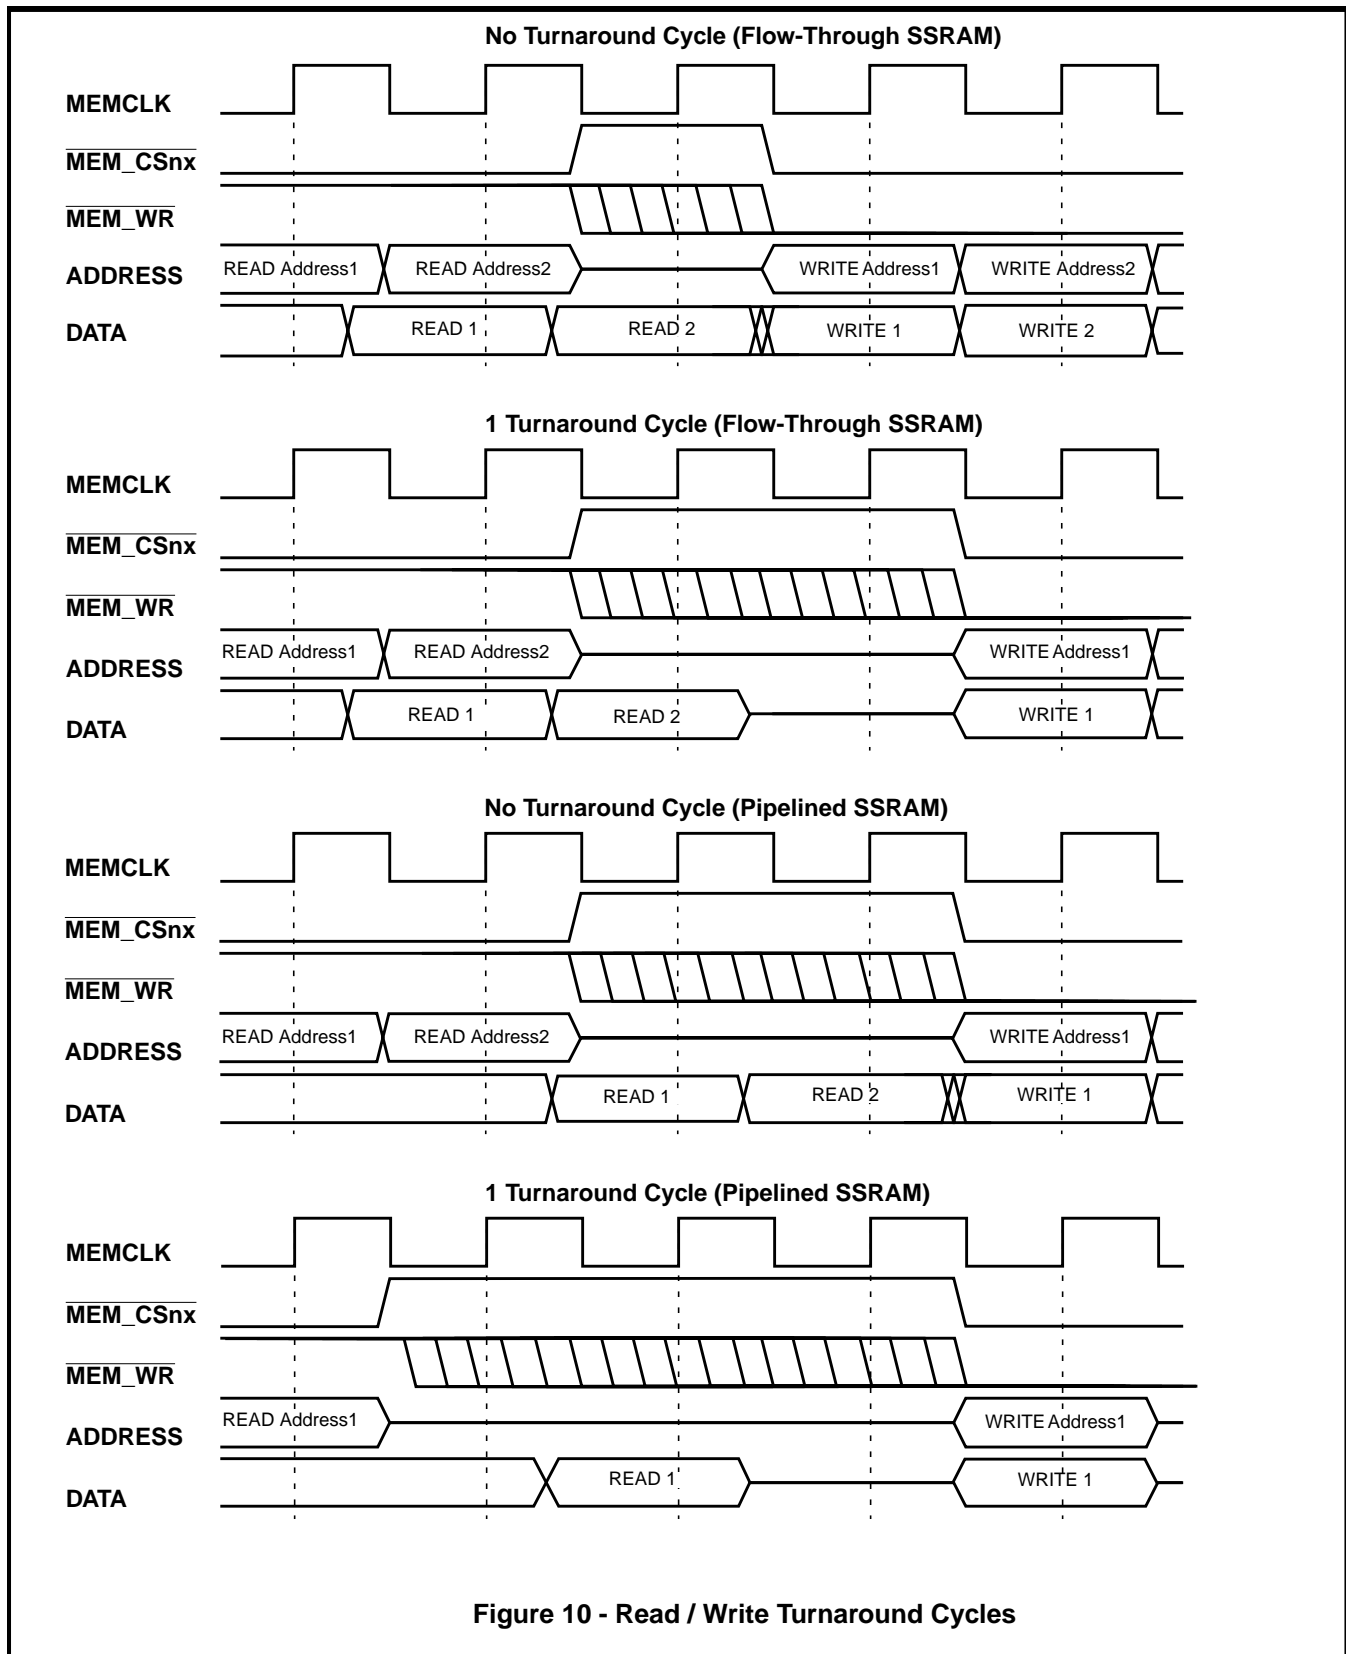 No Turnaround Cycle (Flow-Through SSRAM)
MEMCLK
MEM_CSnx
MEM_WR
ADDRESS READ Address1 READ Address2 WRITE Address1 WRITE Address2
DATA READ 1 READ 2 WRITE 1 WRITE 2
1 Turnaround Cycle (Flow-Through SSRAM)
MEMCLK
MEM_CSnx
MEM_WR
ADDRESS READ Address1 READ Address2 WRITE Address1
DATA READ 1 READ 2 WRITE 1
No Turnaround Cycle (Pipelined SSRAM)
MEMCLK
MEM_CSnx
MEM_WR
ADDRESS READ Address1 READ Address2 WRITE Address1
DATA READ 1 READ 2 WRITE 1
1 Turnaround Cycle (Pipelined SSRAM)
MEMCLK
MEM_CSnx
MEM_WR
ADDRESS READ Address1 WRITE Address1
DATA READ 1 WRITE 1
Figure 10 - Read / Write Turnaround Cycles